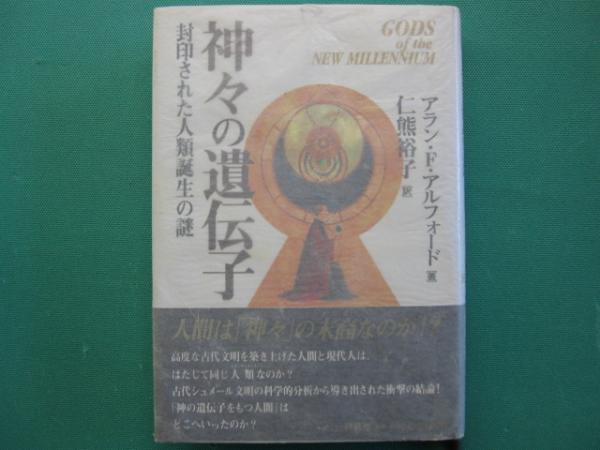 GODS
of the
NEW MILLENNIUM
神々の遺伝子
封印された人類誕生の謎
アラン・F・アルフォード 著
仁熊裕子 訳
人間は「神々」の末裔なのか!?
高度な古代文明を築き上げた人間と現代人は、
はたして同じ人類なのか?
古代シュメール文明の科学的分析から導き出された衝撃の結論!
「神の遺伝子をもつ人間」は
どこへいったのか?